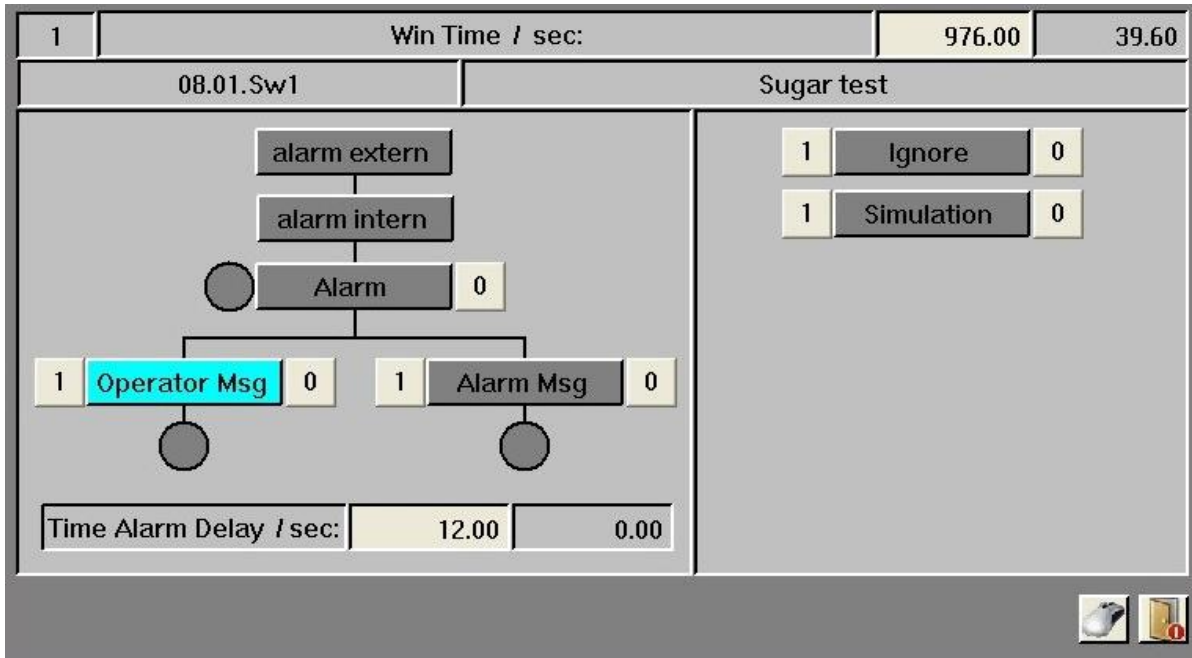 1 Win Time / sec: 976.00 39.60
08.01.Sw1 Sugar test
alarm extern
alarm intern
Alarm 0
1 Operator Msg 0 1 Alarm Msg 0
Time Alarm Delay / sec: 12.00 0.00
1 Ignore 0
1 Simulation 0